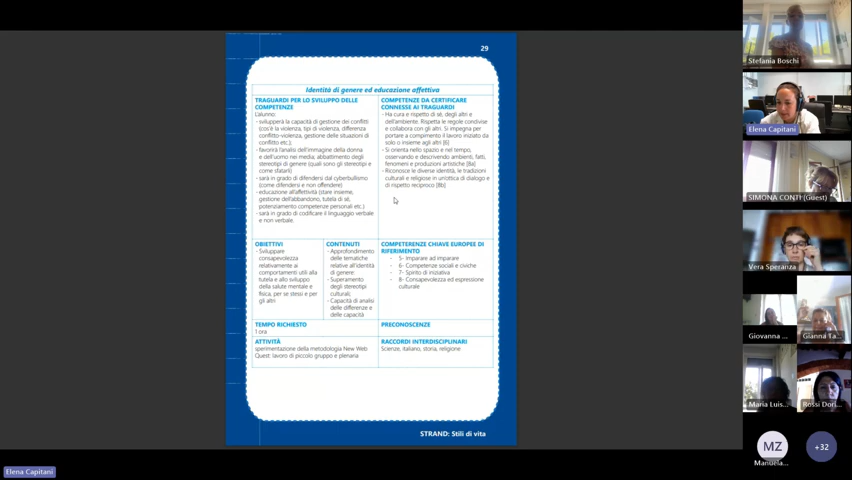 29
Identità di genere ed educazione affettiva
TRAGUARDI PER LO SVILUPPO DELLE
COMPETENZE
L'alunno:
- svilupperà la capacità di gestione dei conflitti
(cos'è la violenza, tipi di violenza, differenza
conflitto-violenza, gestione delle situazioni di
conflitto etc.);
- favorirà l'analisi dell'immagine della donna
e dell'uomo nei media; abbattimento degli
stereotipi di genere (quali sono gli stereotipi e
come sfatarli)
- sarà in grado di difendersi dal cyberbullismo
(come difendersi e non offendere)
- educazione all'affettività (stare insieme,
gestione dell'abbandono, tutela di sé,
potenziamento competenze personali etc.)
- sarà in grado di codificare il linguaggio verbale
e non verbale.
COMPETENZE DA CERTIFICARE
CONNESSE AI TRAGUARDI
- Ha cura e rispetto di sé, degli altri e
dell'ambiente. Rispetta le regole condivise
e collabora con gli altri. Si impegna per
portare a compimento il lavoro iniziato da
solo o insieme agli altri [6]
- Si orienta nello spazio e nel tempo,
osservando e descrivendo ambienti, fatti,
fenomeni e produzioni artistiche [8a]
- Riconosce le diverse identità, le tradizioni
culturali e religiose in un'ottica di dialogo e
di rispetto reciproco [8b]
OBIETTIVI
- Sviluppare
consapevolezza
relativamente ai
comportamenti utili alla
tutela e allo sviluppo
della salute mentale e
fisica, per se stessi e per
gli altri
CONTENUTI
- Approfondimento
delle tematiche
relative all'identità
di genere;
- Superamento
degli stereotipi
culturali;
- Capacità di analisi
delle differenze e
delle capacità
COMPETERENZE CHIAVE EUROPEE DI
RIFERIMENTO
- 5- Imparare ad imparare
- 6- Competenze sociali e civiche
- 7- Spirito di iniziativa
- 8- Consapevolezza ed espressione
culturale
TEMPO RICHIESTO
1 ora
PRECONOSCENZE
ATTIVITÀ
sperimentazione della metodologia New Web
Quest: lavoro di piccolo gruppo e plenaria
RACCORDI INTERDISCIPLINARI
Scienze, italiano, storia, religione
STRAND: Stili di vita
Stefania Boschi
Elena Capitani
SIMONA CONTI (Guest)
Vera Speranza
Giovanna ...
Gianna Ta...
Maria Luis...
Rossi Dori...
MZ
Manuela...
+32
Elena Capitani